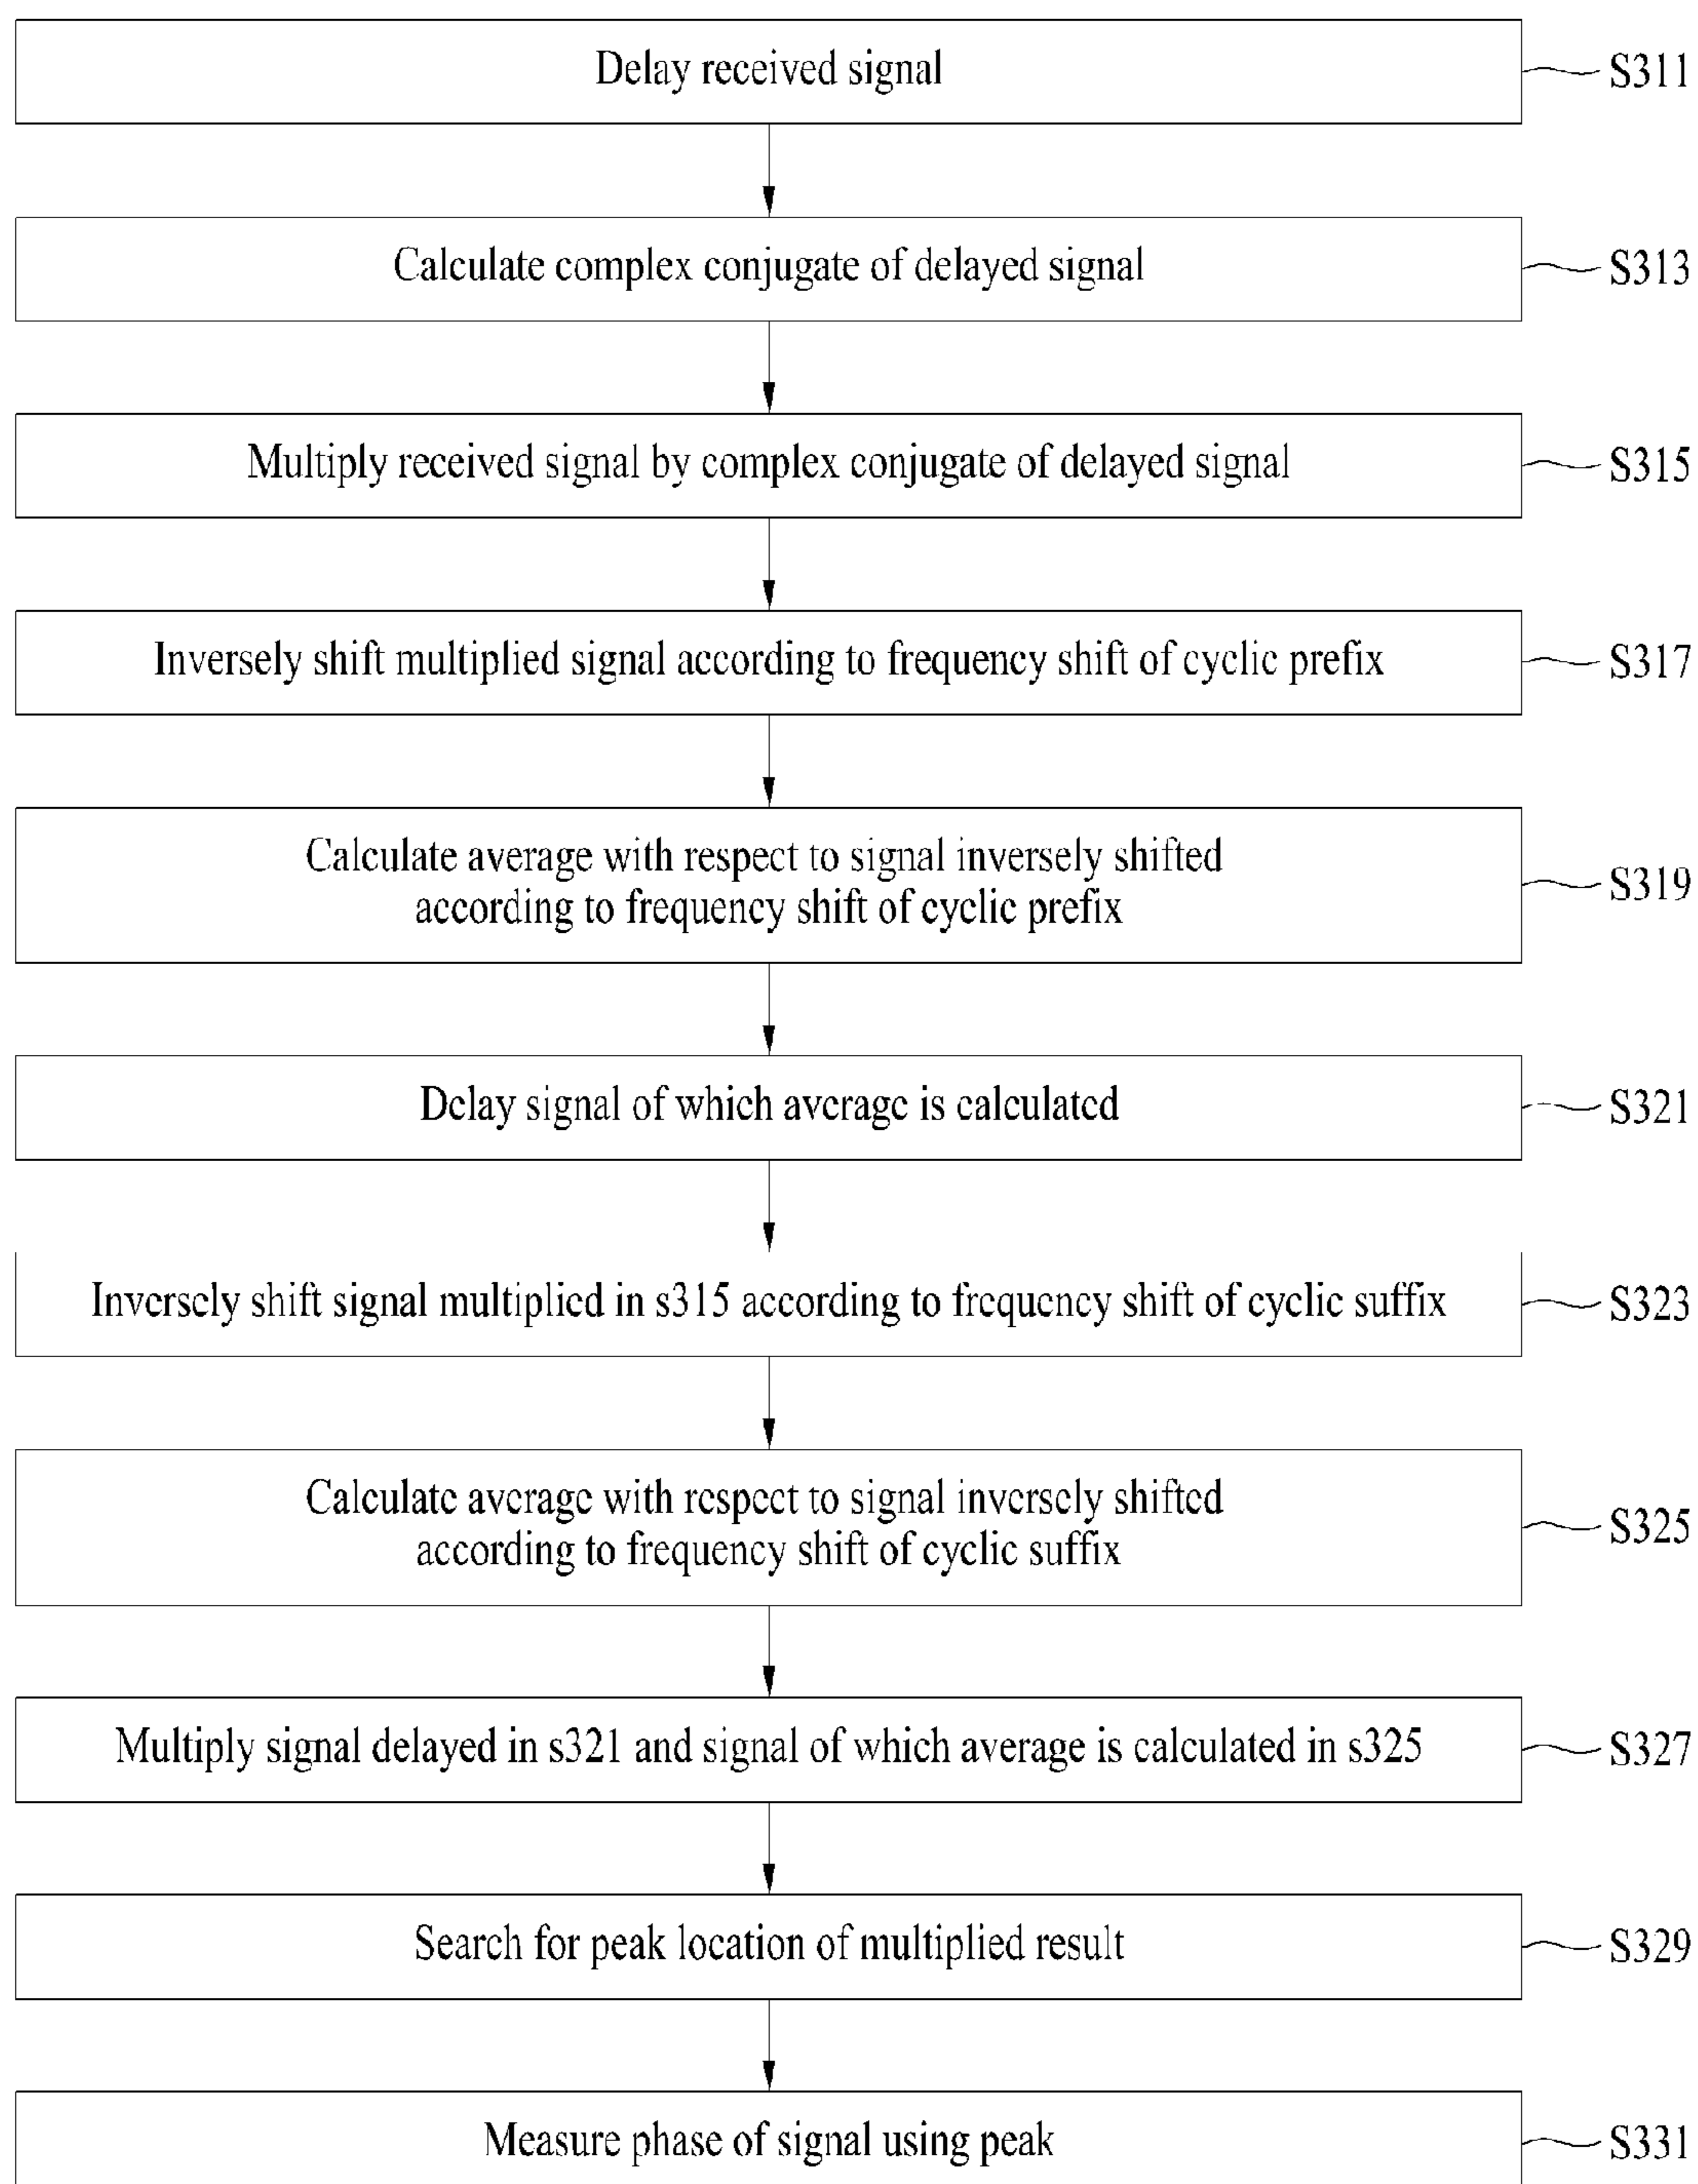 Delay received signal
S311
Calculate complex conjugate of delayed signal
S313
Multiply received signal by complex conjugate of delayed signal
S315
Inversely shift multiplied signal according to frequency shift of cyclic prefix
S317
Calculate average with respect to signal inversely shifted
according to frequency shift of cyclic prefix
S319
Delay signal of which average is calculated
S321
Inversely shift signal multiplied in s315 according to frequency shift of cyclic suffix
S323
Calculate average with respect to signal inversely shifted
according to frequency shift of cyclic suffix
S325
Multiply signal delayed in s321 and signal of which average is calculated in s325
S327
Search for peak location of multiplied result
S329
Measure phase of signal using peak
S331